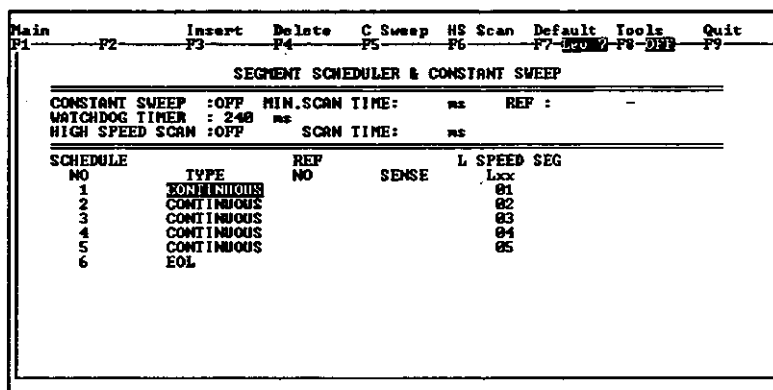 Main Insert Delete C Sweep HS Scan Default Tools Quit
F1 F2 F3 F4 F5 F6 F7-Lev 7 F8-OFF F9
SEGMENT SCHEDULER & CONSTANT SWEEP
CONSTANT SWEEP :OFF MIN.SCAN TIME: ms REF : -
WATCHDOG TIMER : 240 ms
HIGH SPEED SCAN :OFF SCAN TIME: ms
SCHEDULE REF L SPEED SEG
NO TYPE NO SENSE Lxx
1 CONTINUOUS 01
2 CONTINUOUS 02
3 CONTINUOUS 03
4 CONTINUOUS 04
5 CONTINUOUS 05
6 EOL